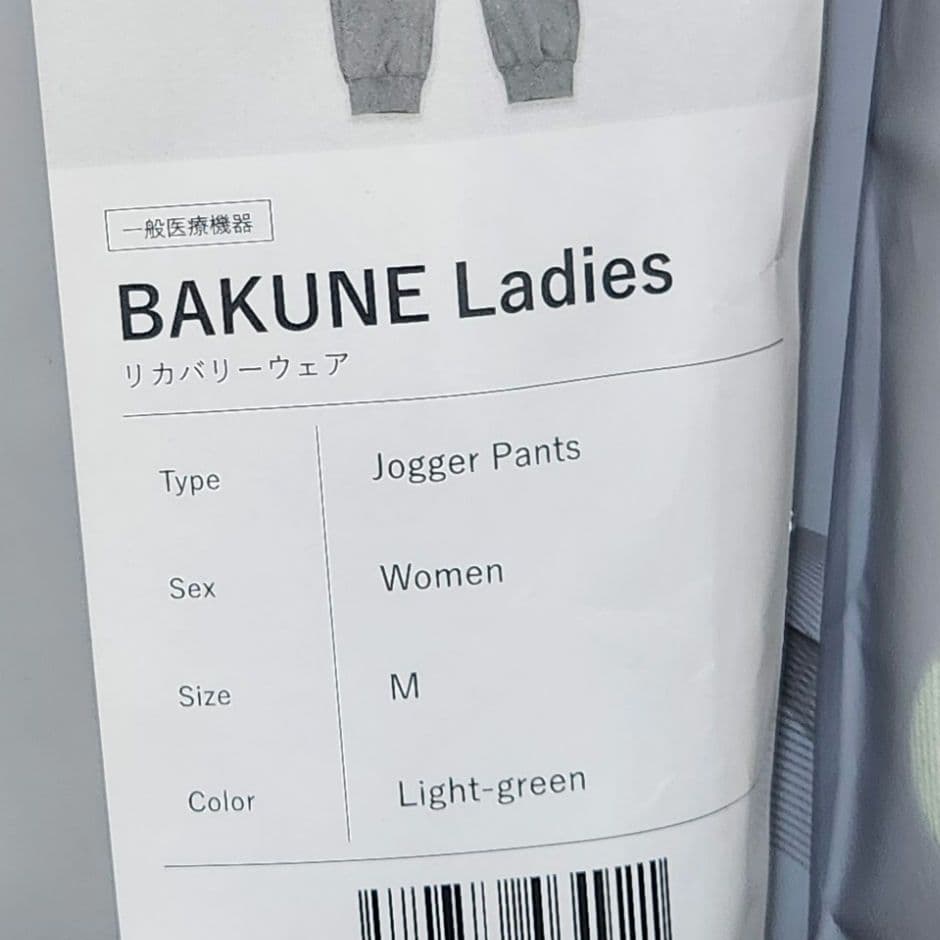 一般医療機器
BAKUNE Ladies
リカバリーウェア
Type Jogger Pants
Sex Women
Size M
Color Light-green